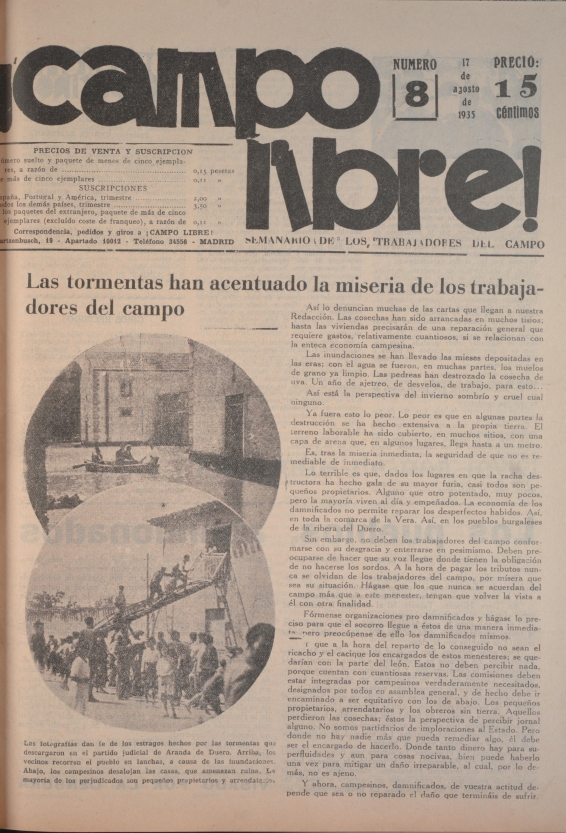 ¡campo libre!
NUMERO
8
17
de
agosto
de
1935
PRECIO:
15
céntimos
PRECIOS DE VENTA Y SUSCRIPCION
número suelto y paquete de menos de cinco ejempla-
res, a razón de ........ 0,15 pesetas
de más de cinco ejemplares ........ 0,11 "
SUSCRIPCIONES
España, Portugal y América, trimestre ........ 2,00 "
todos los demás países, trimestre ........ 3,50 "
los paquetes del extranjero, paquete de más de cinco
ejemplares (excluído coste de franqueo), a razón de 0,11 "
Correspondencia, pedidos y giros a ¡CAMPO LIBRE!
artzenbusch, 19 - Apartado 10012 - Teléfono 34556 - MADRID
SEMANARIO DE LOS TRABAJADORES DEL CAMPO
Las tormentas han acentuado la miseria de los trabaja-
dores del campo
Las fotografías dan fe de los estragos hechos por las tormentas que
descargaron en el partido judicial de Aranda de Duero. Arriba, los
vecinos recorren el pueblo en lanchas, a causa de las inundaciones.
Abajo, los campesinos desalojan las casas, que amenazan ruina. La
mayoría de los perjudicados son pequeños propietarios y arrendatarios
Así lo denuncian muchas de las cartas que llegan a nuestra
Redacción. Las cosechas han sido arrancadas en muchos sitios;
hasta las viviendas precisarán de una reparación general que
requiere gastos, relativamente cuantiosos, si se relacionan con
la enteca economía campesina.
Las inundaciones se han llevado las mieses depositadas en
las eras; con el agua se fueron, en muchas partes, los muelos
de grano ya limpio. Las pedreas han destrozado la cosecha de
uva. Un año de ajetreo, de desvelos, de trabajo, para esto...
Así está la perspectiva del invierno sombrío y cruel cual
ninguno.
Ya fuera esto lo peor. Lo peor es que en algunas partes la
destrucción se ha hecho extensiva a la propia tierra. El
terreno laborable ha sido cubierto, en muchos sitios, con una
capa de arena que, en algunos lugares, llega hasta un metro.
Es, tras la miseria inmediata, la seguridad de que no es re-
mediable de inmediato.
Lo terrible es que, dados los lugares en que la racha des-
tructora ha hecho gala de su mayor furia, casi todos son pe-
queños propietarios. Alguno que otro potentado, muy pocos,
pero la mayoría viven al día y empeñados. La economía de los
damnificados no permite reparar los desperfectos habidos. Así,
en toda la comarca de la Vera. Así, en los pueblos burgaleses
de la ribera del Duero.
Sin embargo, no deben los trabajadores del campo confor-
marse con su desgracia y enterrarse en pesimismo. Deben pre-
ocuparse de hacer que su voz llegue donde tienen la obligación
de no hacerse los sordos. A la hora de pagar los tributos nun-
ca se olvidan de los trabajadores del campo, por mísera que
sea su situación. Hágase que los que nunca se acuerdan del
campo más que a este menester, tengan que volver la vista a
él con otra finalidad.
Fórmense organizaciones pro damnificados y hágase lo pre-
ciso para que el socorro llegue a éstos de una manera inmedia-
ta, pero preocúpense de ello los damnificados mismos.
que a la hora del reparto de lo conseguido no sean el
ricacho y el cacique los encargados de estos menesteres; se que-
darían con la parte del león. Estos no deben percibir nada,
porque cuentan con cuantiosas reservas. Las comisiones deben
estar integradas por campesinos verdaderamente necesitados,
designados por todos en asamblea general, y de hecho debe ir
encaminado a ser equitativo con los de abajo. Los pequeños
propietarios, arrendatarios y los obreros sin tierra. Aquellos
perdieron las cosechas; éstos la perspectiva de percibir jornal
alguno. No somos partidarios de imploraciones al Estado. Pero
donde no hay nadie más que pueda remediar algo, él debe
ser el encargado de hacerlo. Donde tanto dinero hay para su-
perfluidades y aun para cosas nocivas, bien puede haberlo
una vez para mitigar un daño irreparable, al cual, por lo de-
más, no es ajeno.
Y ahora, campesinos, damnificados, de vuestra actitud de-
pende que sea o no reparado el daño que termináis de sufrir.